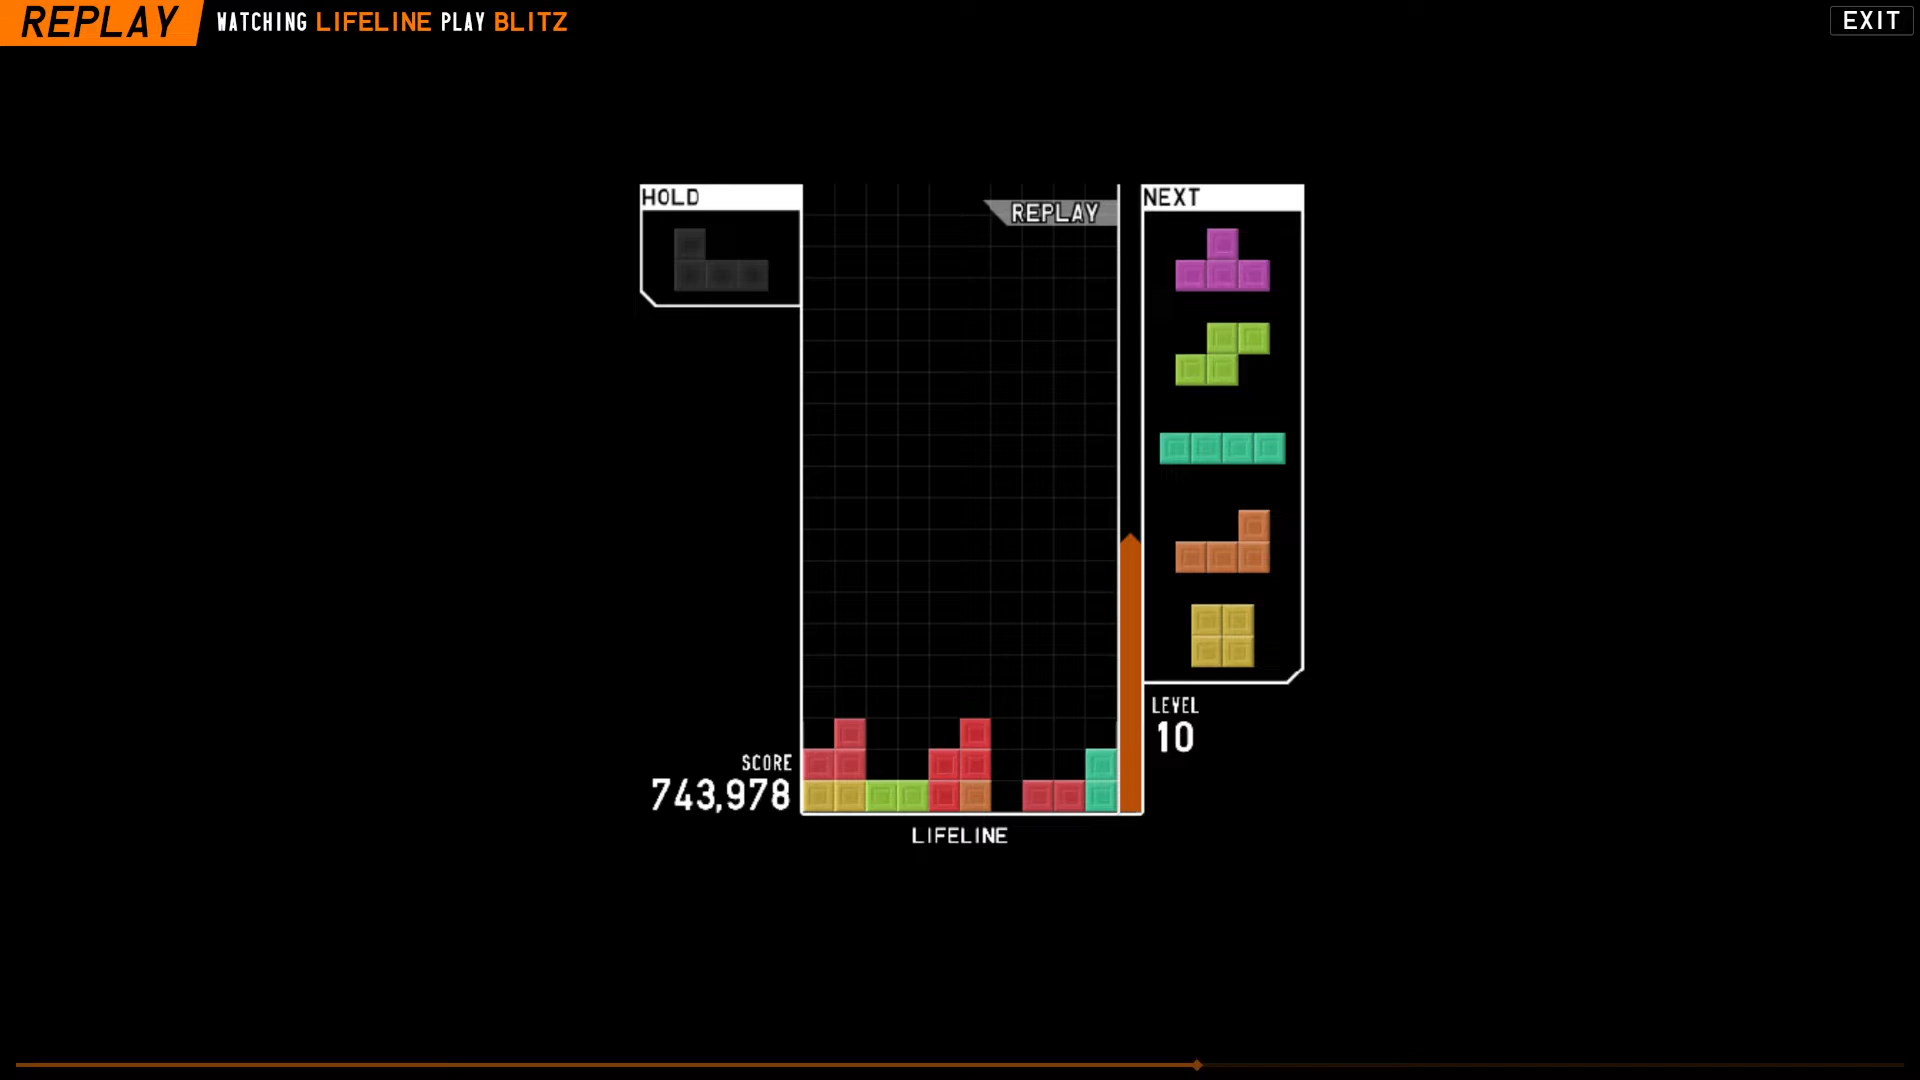 REPLAY WATCHING LIFELINE PLAY BLITZ EXIT
HOLD
REPLAY
NEXT
SCORE
743,978
LEVEL
10
LIFELINE